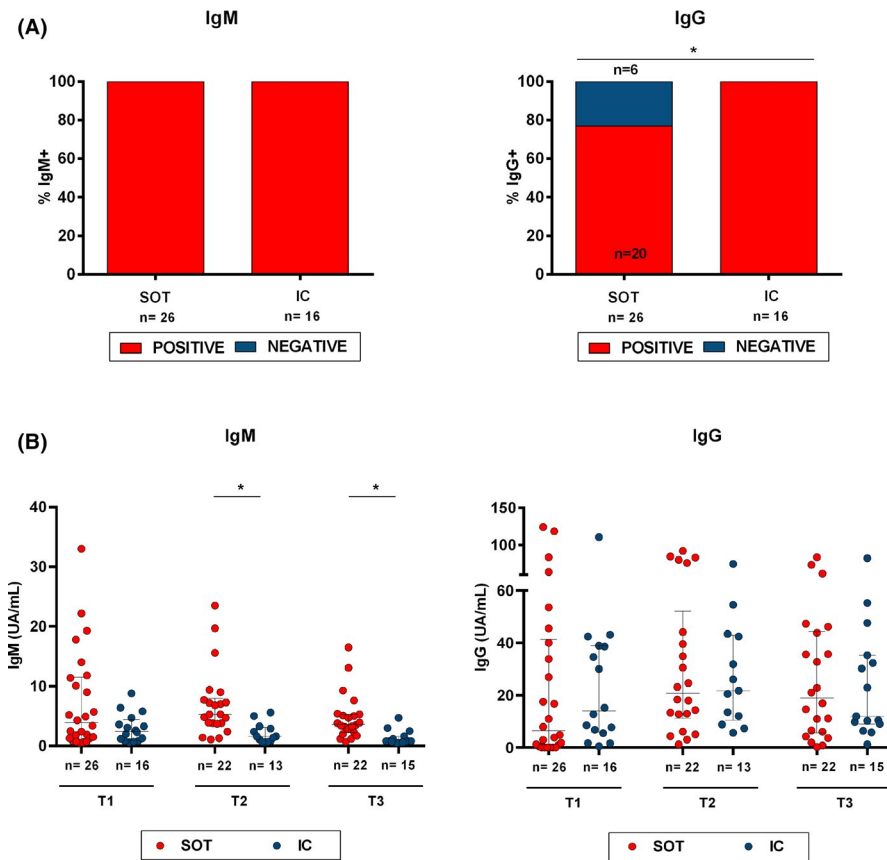 (A)
IgM
% IgM+
100
80
60
40
20
0
SOT
n= 26
IC
n= 16
POSITIVE NEGATIVE
IgG
*
% IgG+
100
80
60
40
20
0
n=6
n=20
SOT
n= 26
IC
n= 16
POSITIVE NEGATIVE
(B)
IgM
* *
IgM (UA/mL)
40
30
20
10
0
n= 26 n= 16 n= 22 n= 13 n= 22 n= 15
T1 T2 T3
SOT IC
IgG
IgG (UA/mL)
150
100
60
40
20
0
n= 26 n= 16 n= 22 n= 13 n= 22 n= 15
T1 T2 T3
SOT IC